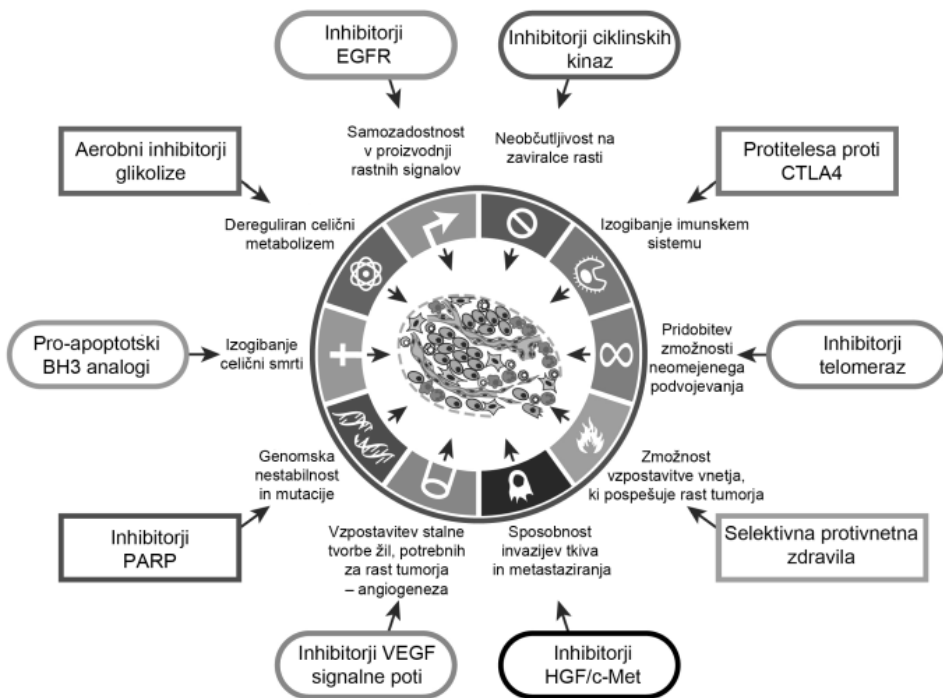 Inhibitorji
EGFR
Inhibitorji ciklinskih
kinaz
Samozadostnost
v proizvodnji
rastnih signalov
Neobčutljivost na
zaviralce rasti
Aerobni inhibitorji
glikolize
Protitelesa proti
CTLA4
Dereguliran celični
metabolizem
Izogibanje imunskem
sistemu
Pro-apoptotški
BH3 analogi
Izogibanje
celični smrti
Pridobitev
zmožnosti
neomejenega
podvojevanja
Inhibitorji
telomeraz
Genomska
nestabilnost
in mutacije
Zmožnost
vzpostavitve vnetja,
ki pospešuje rast tumorja
Inhibitorji
PARP
Vzpostavitev stalne
tvorbe žil, potrebnih
za rast tumorja
– angiogeneza
Sposobnost
invazijev tkiva
in metastaziranja
Selektivna protivnetna
zdravila
Inhibitorji VEGF
signalne poti
Inhibitorji
HGF/c-Met